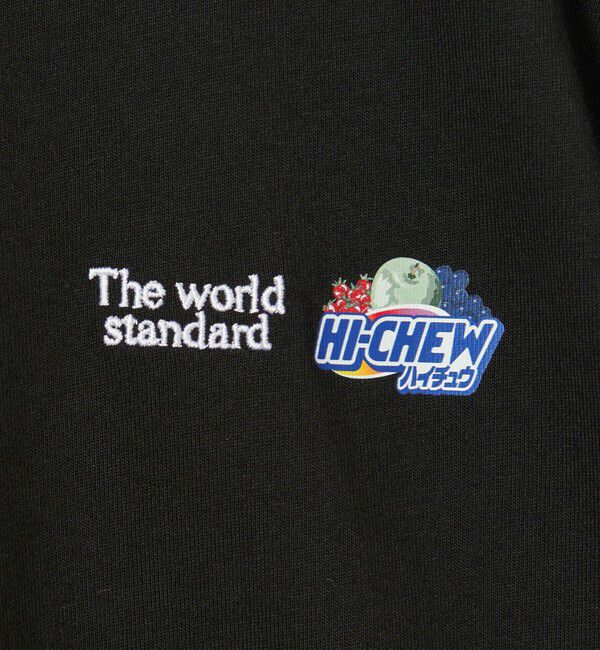 The world
standard
HI-CHEW
ハイチュウ